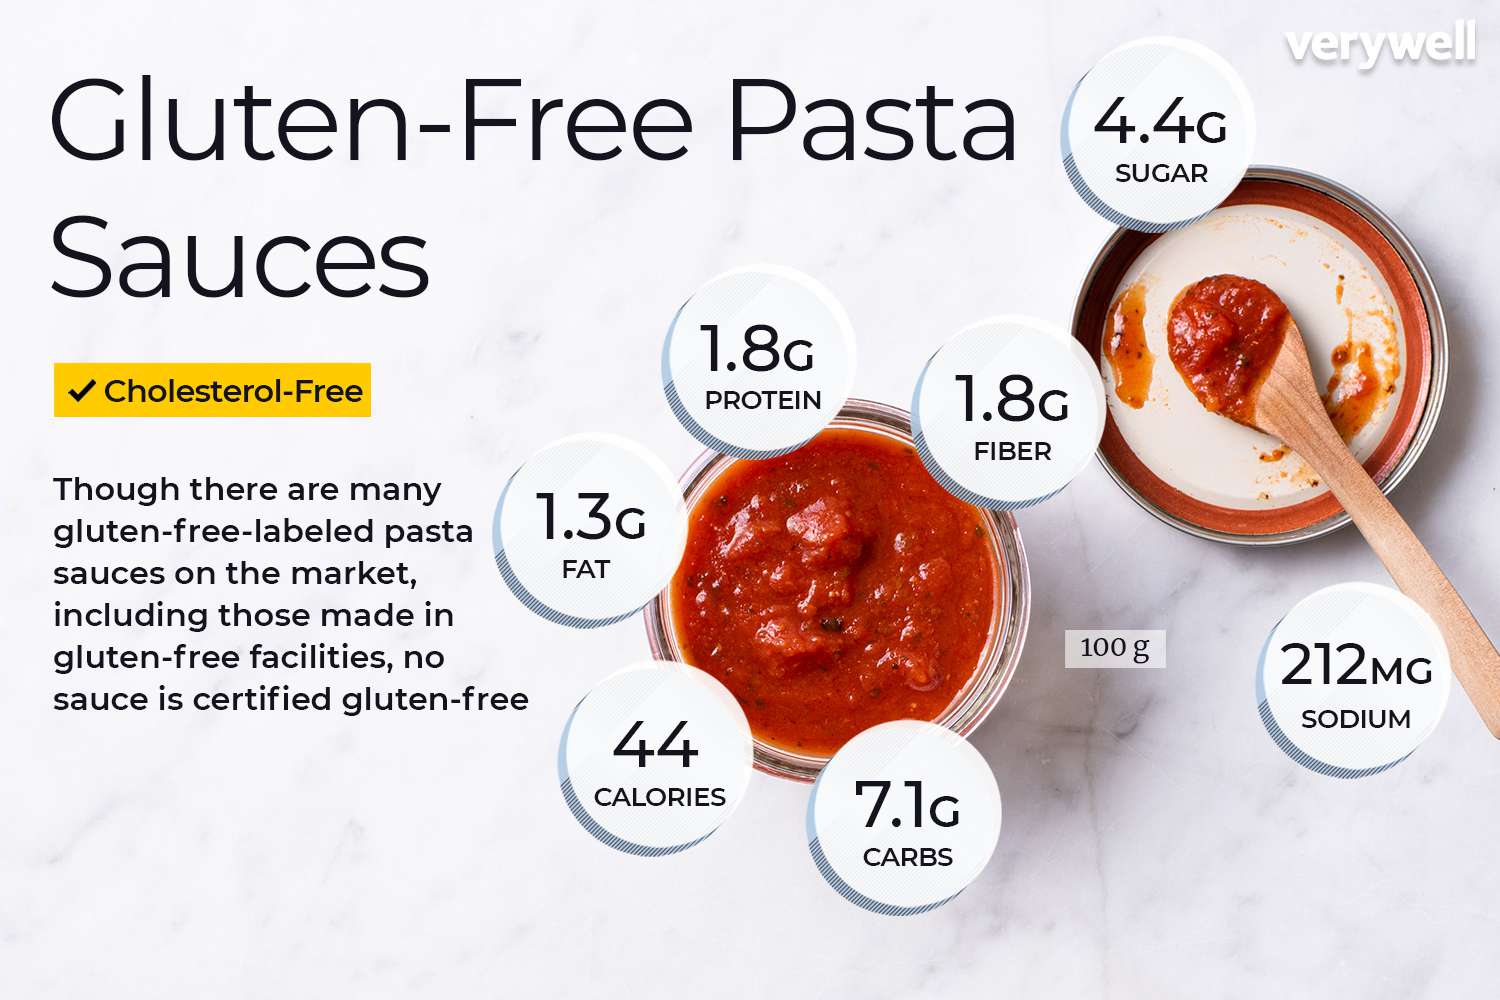 verywell
Gluten-Free Pasta
Sauces
✔ Cholesterol-Free
Though there are many
gluten-free-labeled pasta
sauces on the market,
including those made in
gluten-free facilities, no
sauce is certified gluten-free
4.4G
SUGAR
1.8G
PROTEIN
1.8G
FIBER
1.3G
FAT
100 g
212MG
SODIUM
44
CALORIES
7.1G
CARBS